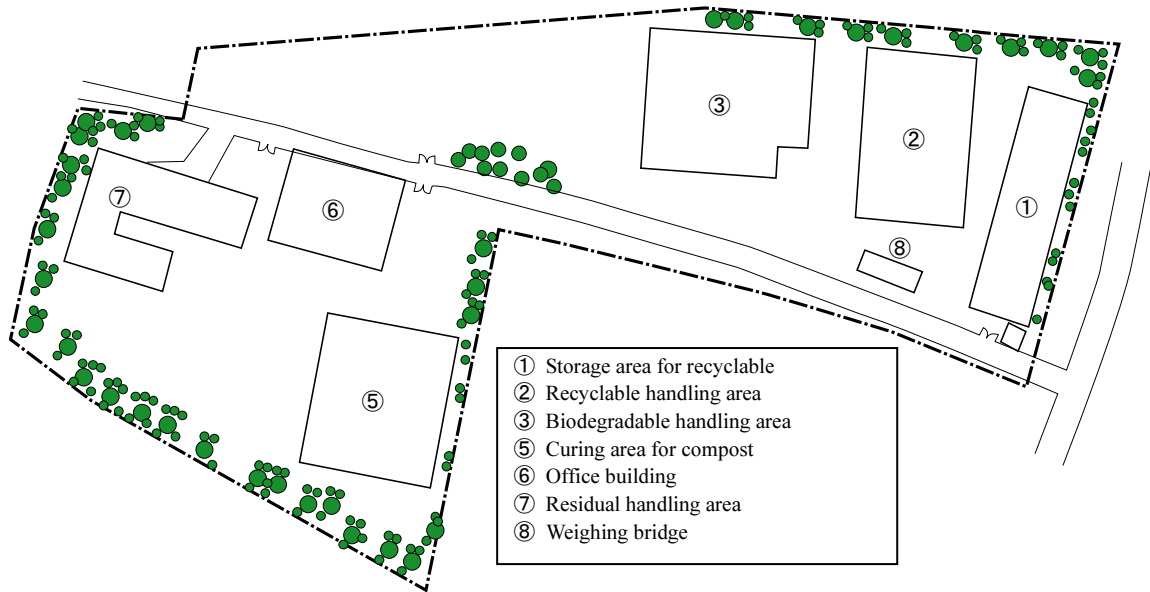 ③
②
①
⑦
⑥
⑧
⑤
① Storage area for recyclable
② Recyclable handling area
③ Biodegradable handling area
⑤ Curing area for compost
⑥ Office building
⑦ Residual handling area
⑧ Weighing bridge